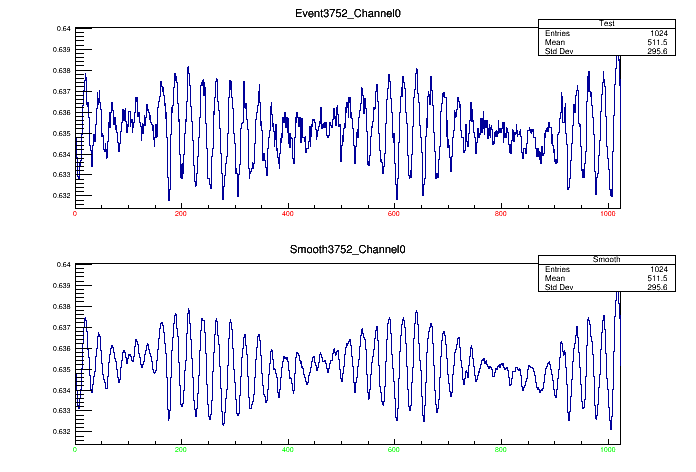 Event3752_Channel0
Test
Entries 1024
Mean 511.5
Std Dev 295.6
0.64
0.639
0.638
0.637
0.636
0.635
0.634
0.633
0.632
0 200 400 600 800 1000
Smooth3752_Channel0
Smooth
Entries 1024
Mean 511.5
Std Dev 295.6
0.64
0.639
0.638
0.637
0.636
0.635
0.634
0.633
0.632
0 200 400 600 800 1000